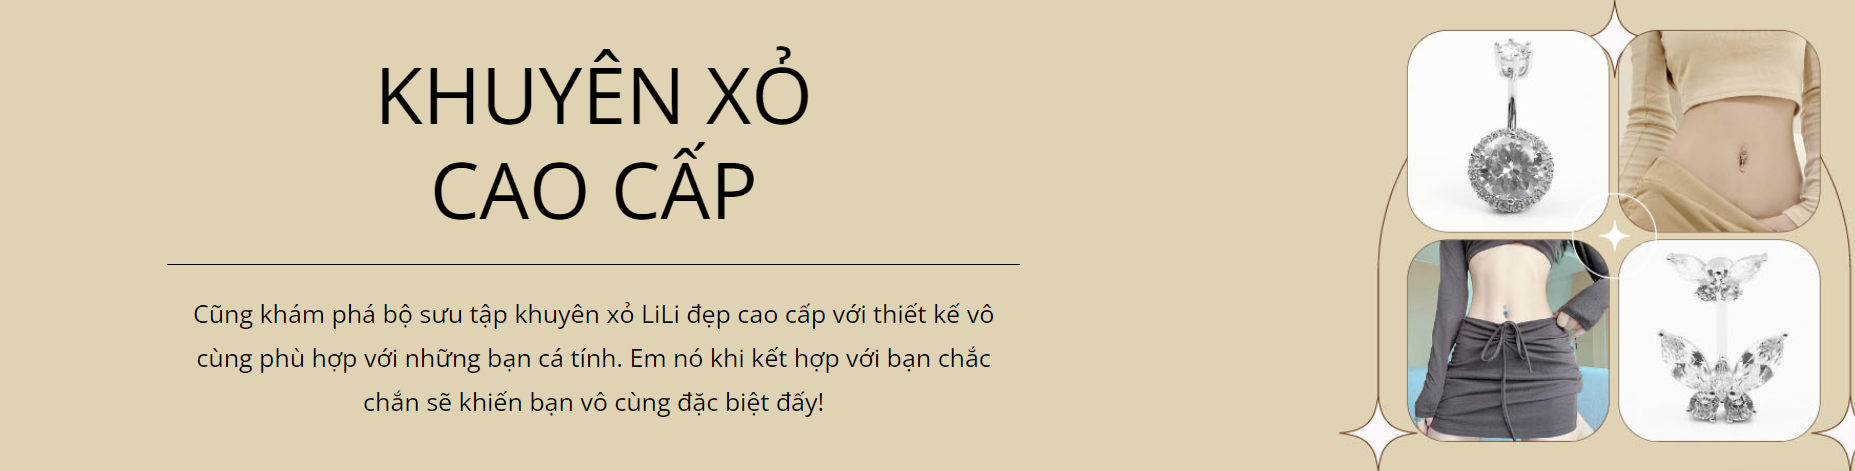 KHUYÊN XỎ
CAO CẤP
Cũng khám phá bộ sưu tập khuyên xỏ LiLi đẹp cao cấp với thiết kế vô
cùng phù hợp với những bạn cá tính. Em nó khi kết hợp với bạn chắc
chắn sẽ khiến bạn vô cùng đặc biệt đấy!